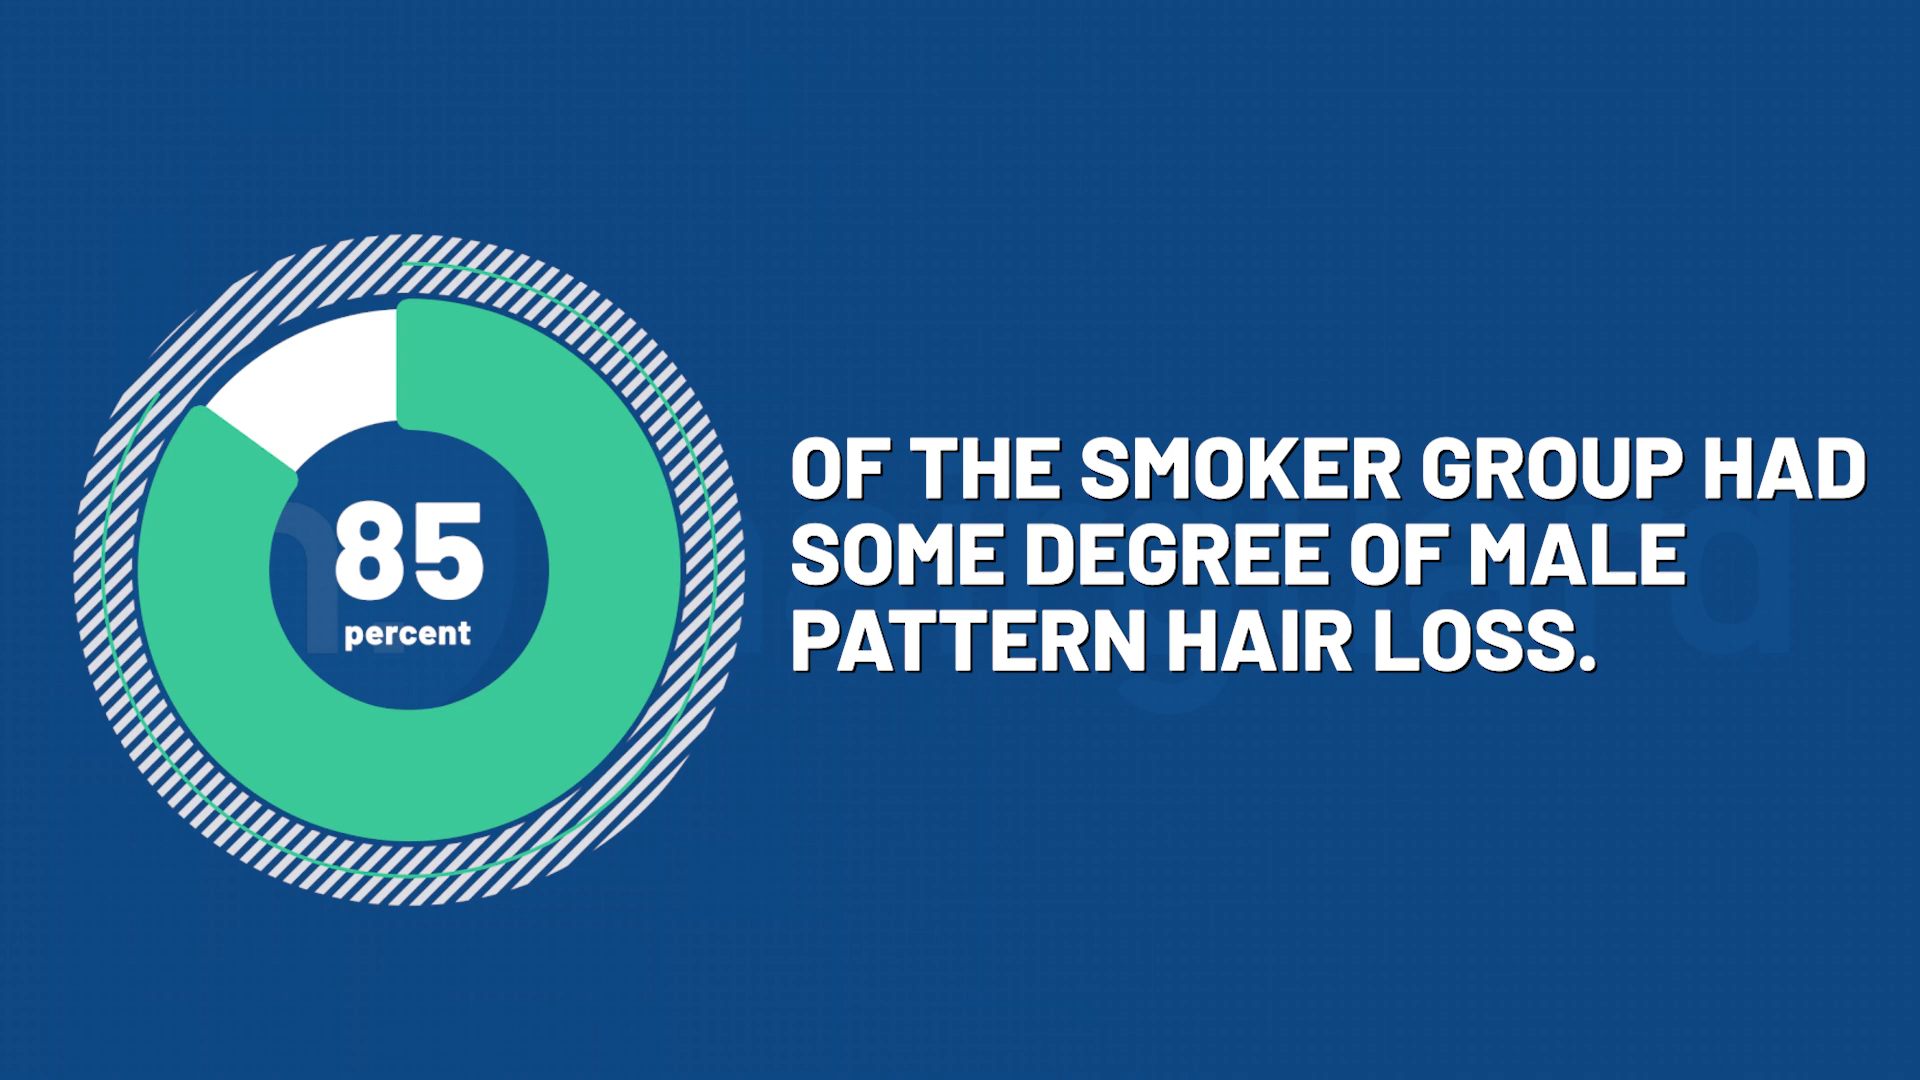 85
percent
OF THE SMOKER GROUP HAD
SOME DEGREE OF MALE
PATTERN HAIR LOSS.